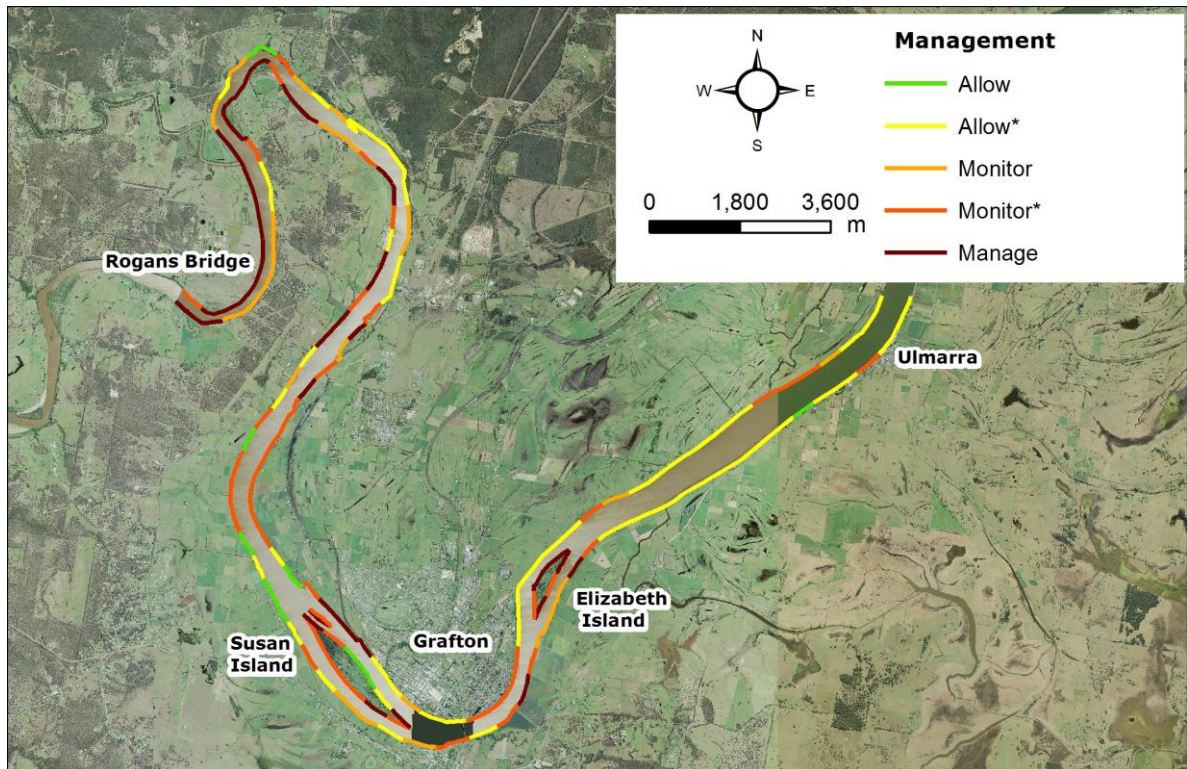 Management
N
W
E
S
Allow
Allow*
Monitor
Monitor*
Manage
0 1,800 3,600
m
Rogans Bridge
Ulmarra
Elizabeth
Island
Grafton
Susan
Island